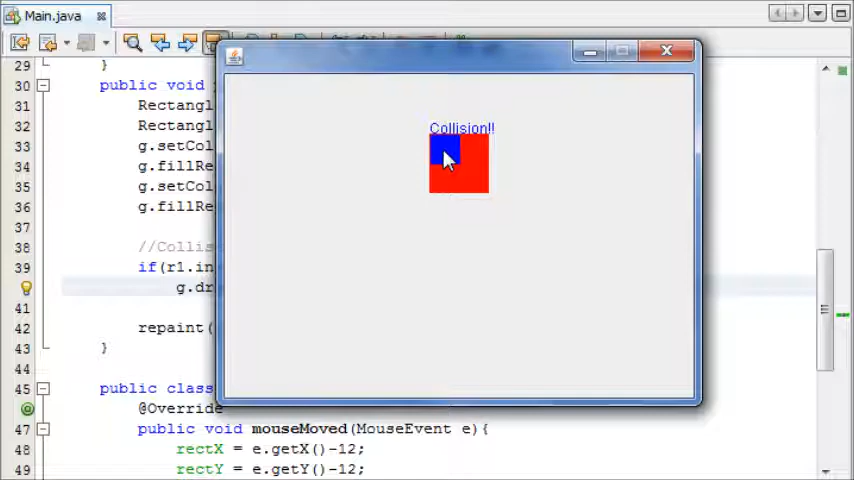 Main.java
29 }
30 public void
31 Rectangl
32 Rectangl
33 g.setCol
34 g.fillRe
35 g.setCol
36 g.fillRe
37
38 //Collis
39 if(r1.in
g.dr
41
42 repaint(
43 }
44
45 public class
@Override
47 public void mouseMoved(MouseEvent e){
48 rectX = e.getX()-12;
49 rectY = e.getY()-12;
Collision!!